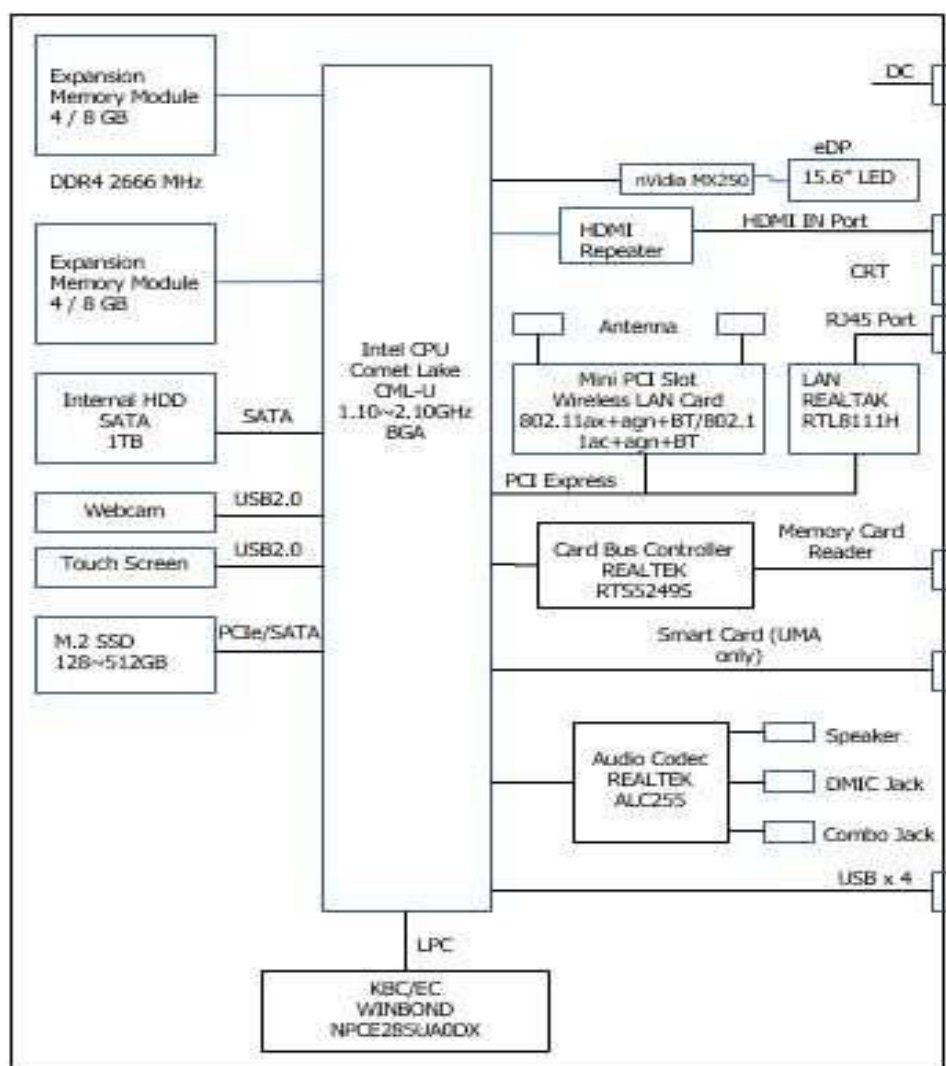 Expansion
Memory Module
4 / 8 GB
DDR4 2666 MHz
Expansion
Memory Module
4 / 8 GB
Internal HDD
SATA
1TB
SATA
Webcam
USB2.0
Touch Screen
USB2.0
M.2 SSD
128~512GB
PCIe/SATA
Intel CPU
Comet Lake
CML-U
1.10~2.10GHz
BGA
DC
eDP
nVidia MX250
15.6" LED
HDMI
Repeater
HDMI IN Port
CRT
RJ45 Port
Antenna
Mini PCI Slot
Wireless LAN Card
802.11ax+agn+BT/802.1
1ac+agn+BT
LAN
REALTAK
RTL8111H
PCI Express
Card Bus Controller
REALTEK
RTS5249S
Memory Card
Reader
Smart Card (UMA
only)
Audio Codec
REALTEK
ALC255
Speaker
DMIC Jack
Combo Jack
USB x 4
LPC
KBC/EC
WINBOND
NPCE285UA0DX